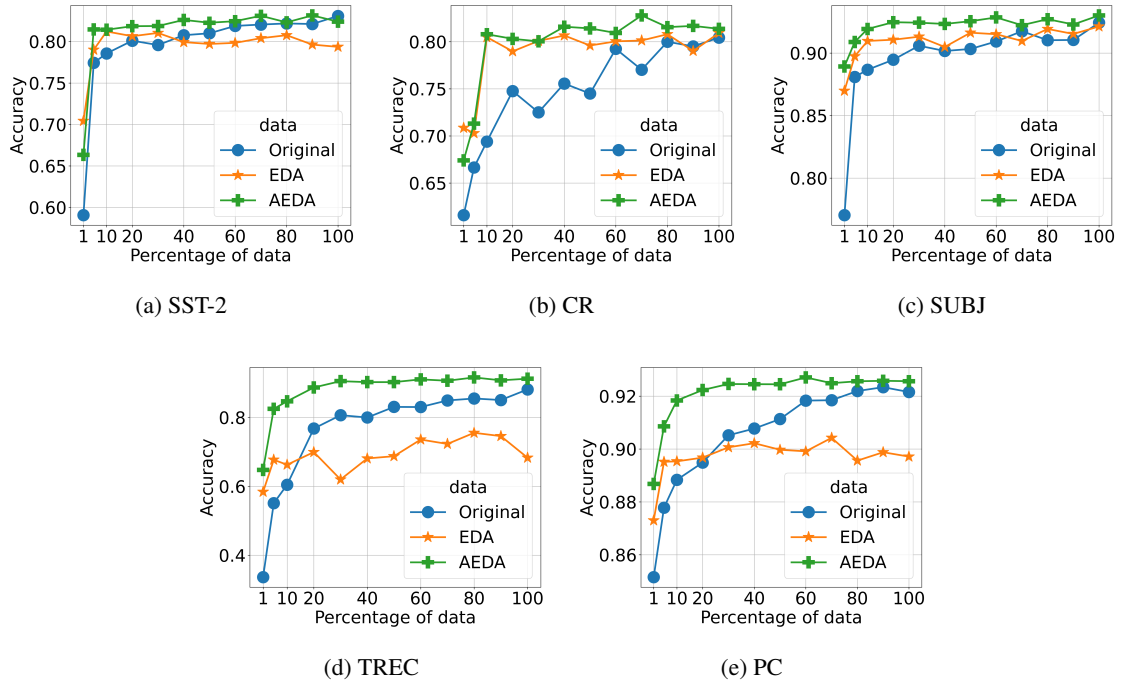 Accuracy
0.80
0.75
0.70
0.65
0.60
data
Original
EDA
AEDA
1 10 20 40 60 80 100
Percentage of data
(a) SST-2
Accuracy
0.80
0.75
0.70
0.65
data
Original
EDA
AEDA
1 10 20 40 60 80 100
Percentage of data
(b) CR
Accuracy
0.90
0.85
0.80
data
Original
EDA
AEDA
1 10 20 40 60 80 100
Percentage of data
(c) SUBJ
Accuracy
0.8
0.6
0.4
data
Original
EDA
AEDA
1 10 20 40 60 80 100
Percentage of data
(d) TREC
Accuracy
0.92
0.90
0.88
0.86
data
Original
EDA
AEDA
1 10 20 40 60 80 100
Percentage of data
(e) PC